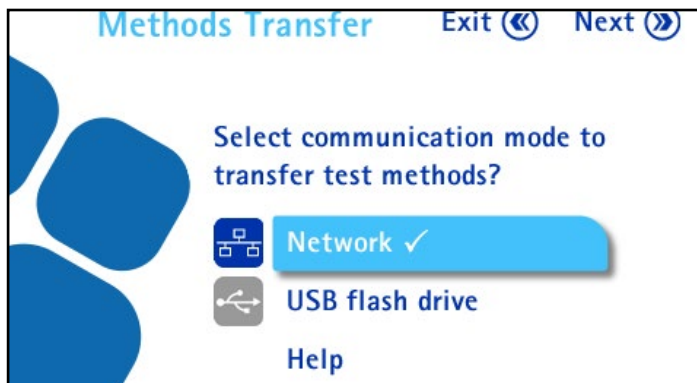 Methods Transfer Exit Next
Select communication mode to
transfer test methods?
Network ✓
USB flash drive
Help